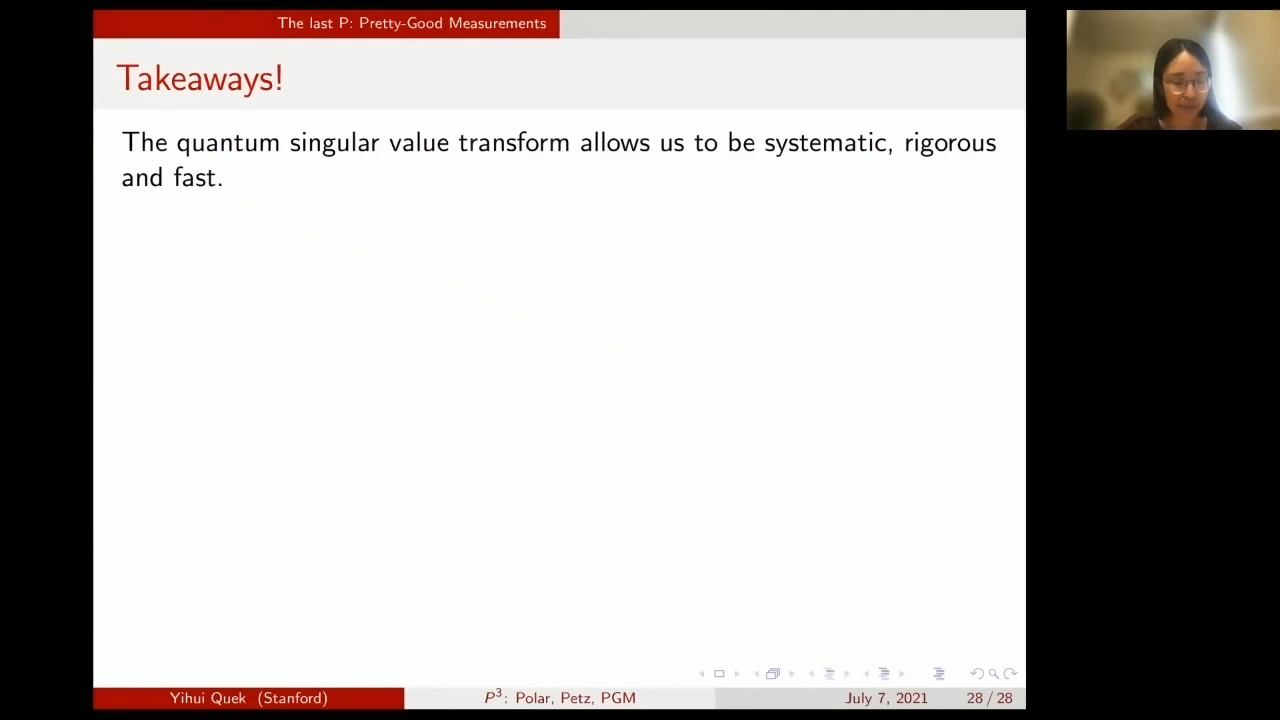 The last P: Pretty-Good Measurements
Takeaways!
The quantum singular value transform allows us to be systematic, rigorous
and fast.
Yihui Quek (Stanford)
P³: Polar, Petz, PGM
July 7, 2021
28 / 28